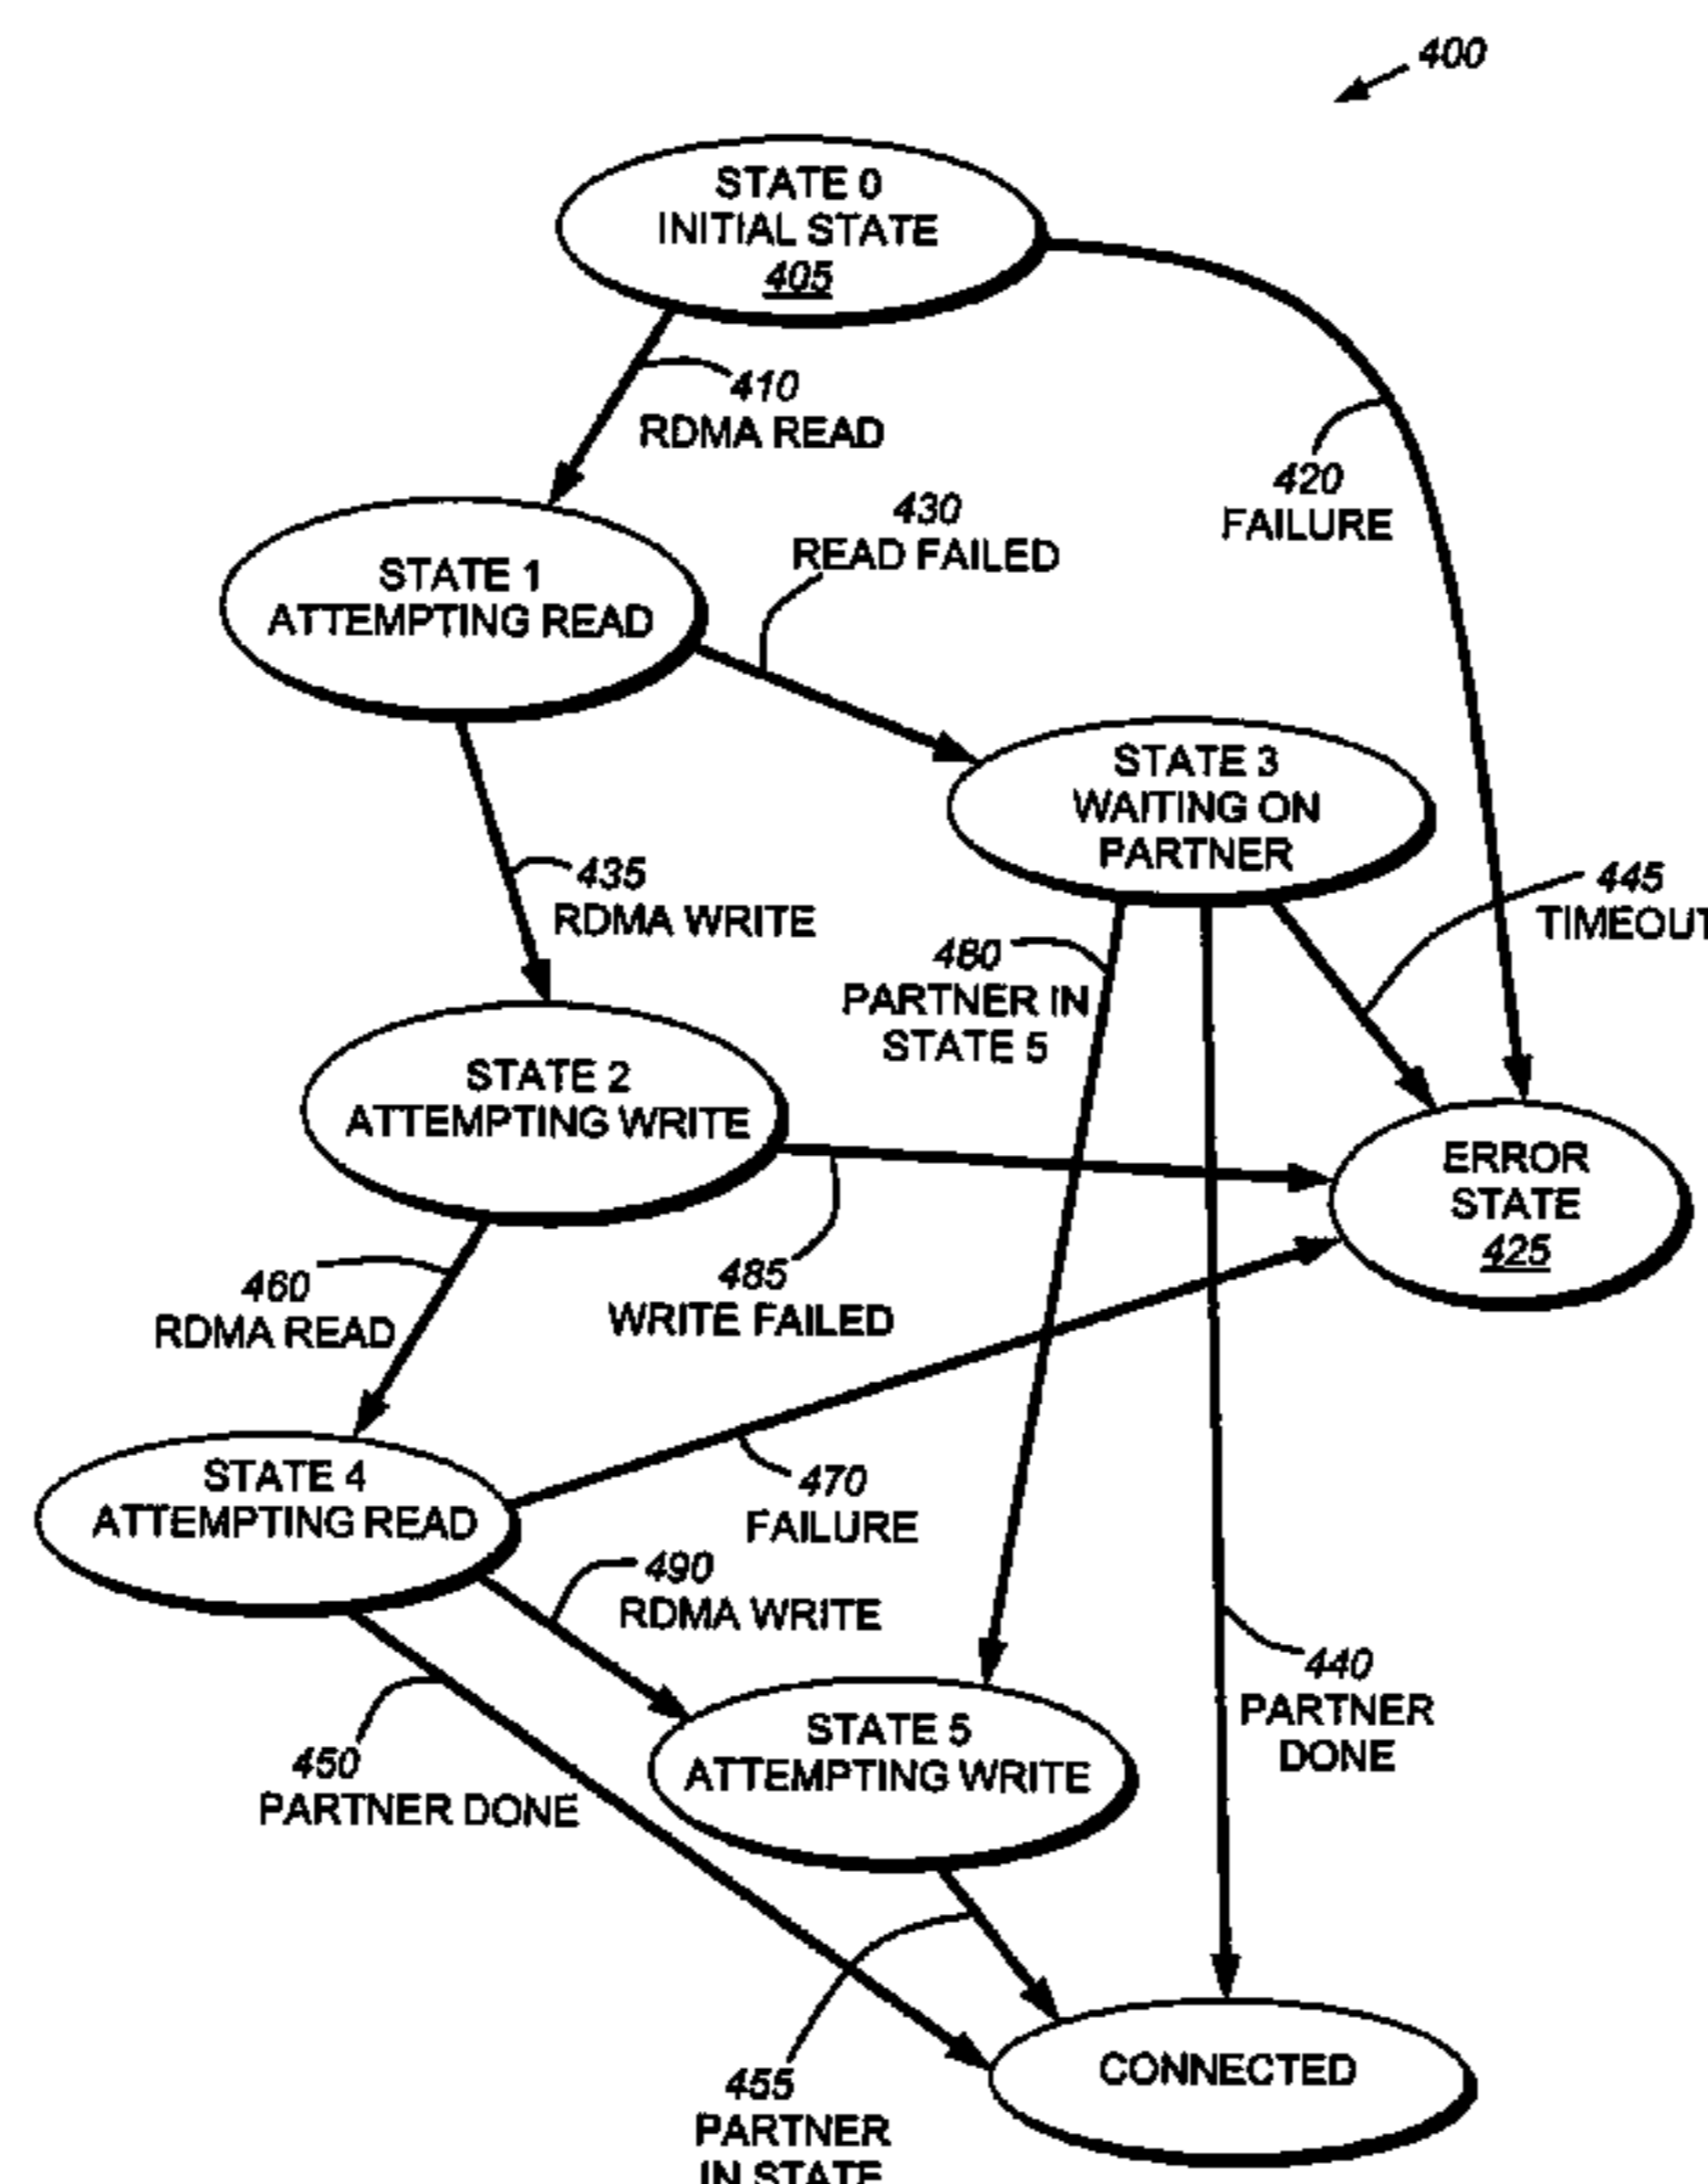 400
STATE 0
INITIAL STATE
405
410
RDMA READ
420
FAILURE
430
READ FAILED
STATE 1
ATTEMPTING READ
STATE 3
WAITING ON
PARTNER
435
RDMA WRITE
445
TIMEOUT
480
PARTNER IN
STATE 5
STATE 2
ATTEMPTING WRITE
ERROR
STATE
425
460
RDMA READ
485
WRITE FAILED
STATE 4
ATTEMPTING READ
470
FAILURE
490
RDMA WRITE
440
PARTNER
DONE
STATE 5
ATTEMPTING WRITE
450
PARTNER DONE
CONNECTED
455
PARTNER
IN STATE